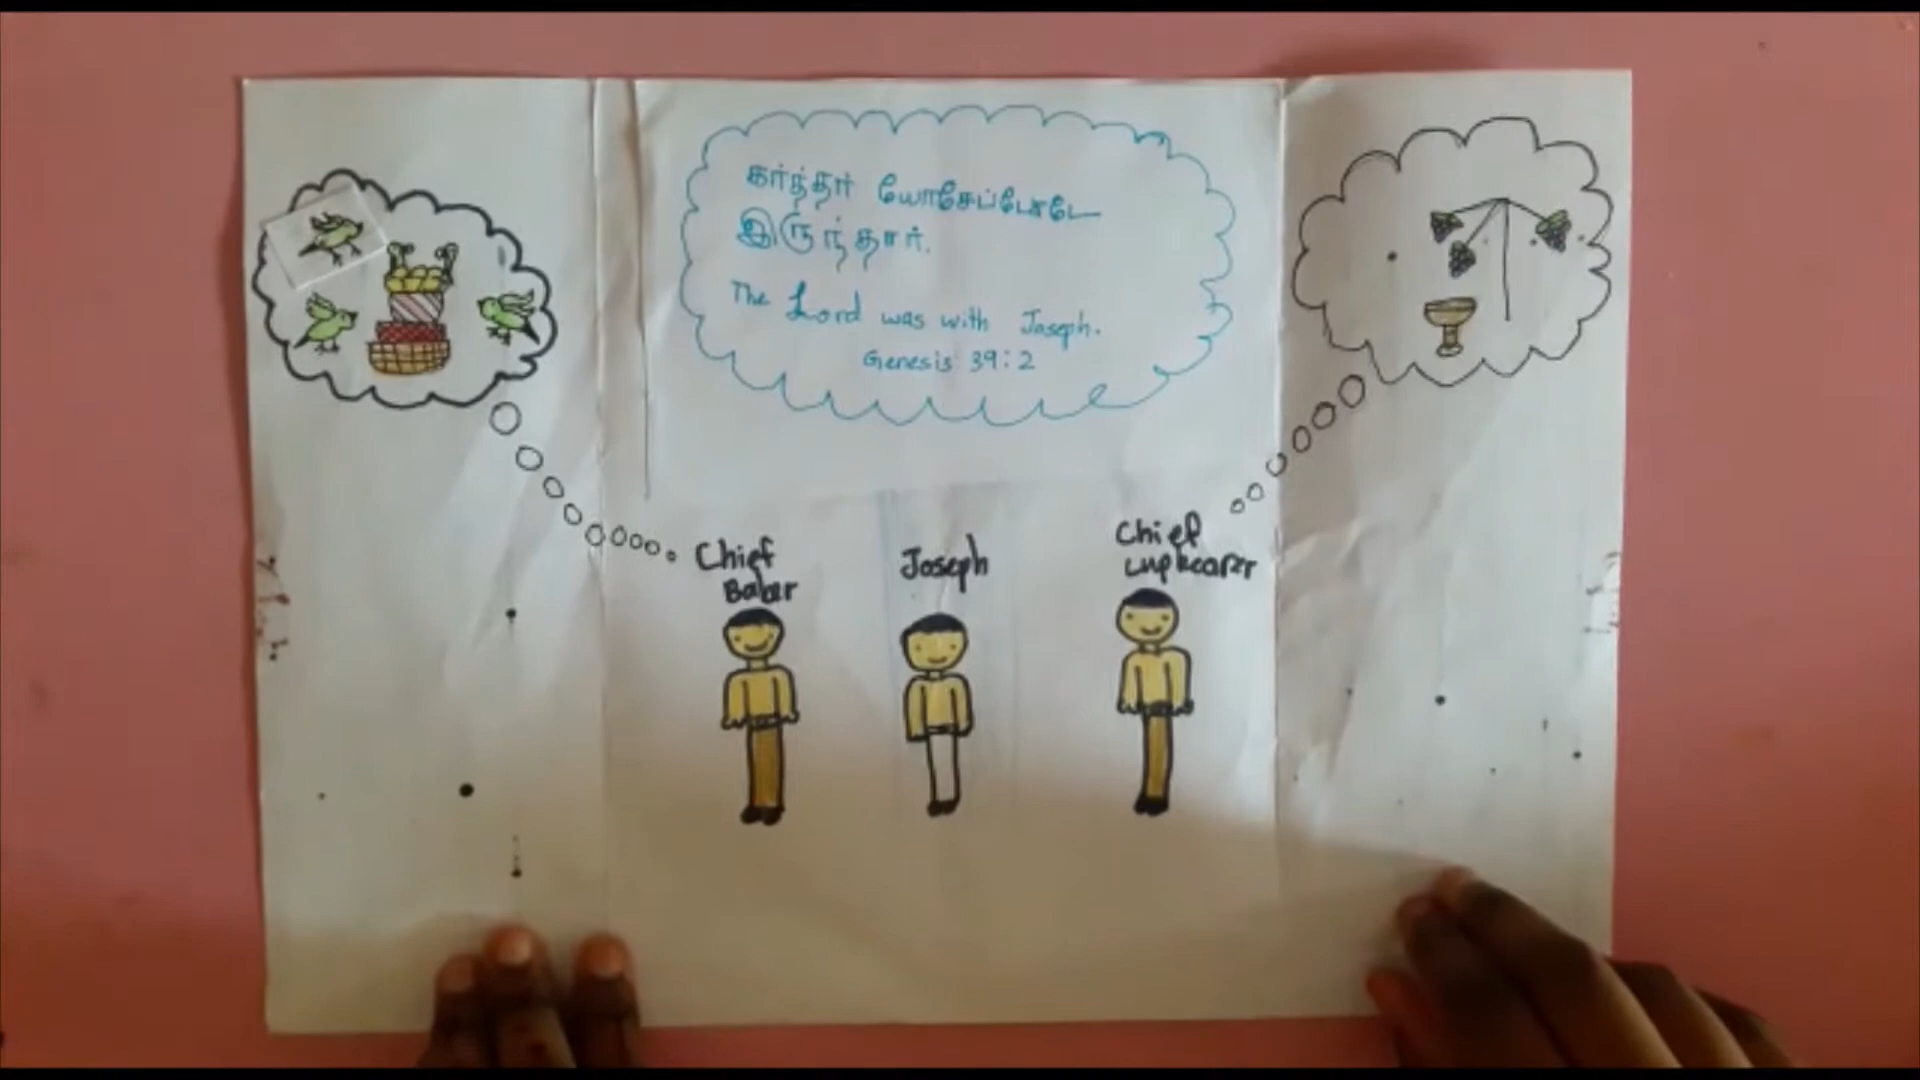 கர்த்தர் யோசேப்போடே
இருந்தார்.
The Lord was with Joseph.
Genesis 39:2
Chief
Baker
Joseph
Chief
cupbearer